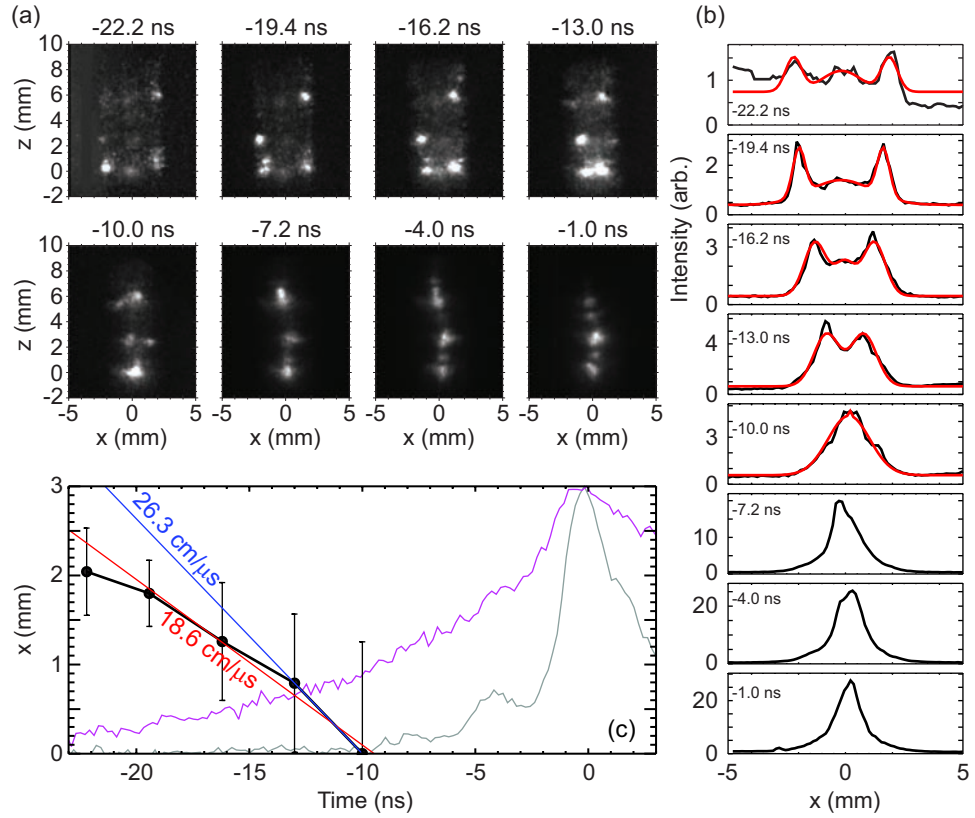 (a)
-22.2 ns -19.4 ns -16.2 ns -13.0 ns
10
8
6
4
2
0
-2
z (mm)
-10.0 ns -7.2 ns -4.0 ns -1.0 ns
8
6
4
2
0
-2
z (mm)
-5 0 5 -5 0 5 -5 0 5 -5 0 5
x (mm) x (mm) x (mm) x (mm)
3
2
1
0
x (mm)
26.3 cm/μs
18.6 cm/μs
(c)
-20 -15 -10 -5 0
Time (ns)
(b)
Intensity (arb.)
1
0
-22.2 ns
2
0
-19.4 ns
3
0
-16.2 ns
4
0
-13.0 ns
3
0
-10.0 ns
10
0
-7.2 ns
20
0
-4.0 ns
20
0
-1.0 ns
-5 0 5
x (mm)